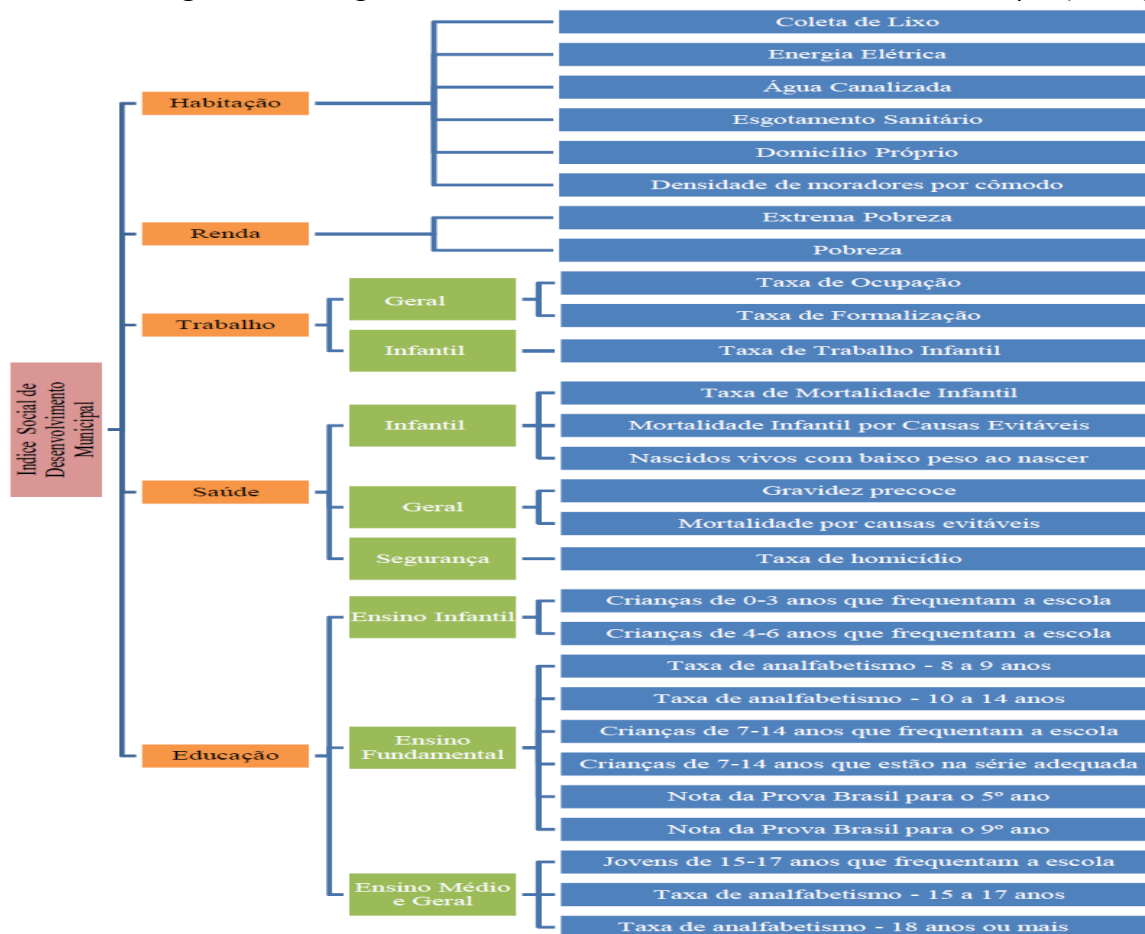 Coleta de Lixo
Energia Elétrica
Água Canalizada
Habitação
Esgotamento Sanitário
Domicílio Próprio
Densidade de moradores por cômodo
Extrema Pobreza
Renda
Pobreza
Taxa de Ocupação
Geral
Trabalho
Taxa de Formalização
Infantil
Taxa de Trabalho Infantil
Indice Social de
Desenvolvimento
Municipal
Taxa de Mortalidade Infantil
Infantil
Mortalidade Infantil por Causas Evitáveis
Nascidos vivos com baixo peso ao nascer
Saúde
Gravidez precoce
Geral
Mortalidade por causas evitáveis
Segurança
Taxa de homicídio
Crianças de 0-3 anos que frequentam a escola
Ensino Infantil
Crianças de 4-6 anos que frequentam a escola
Taxa de analfabetismo - 8 a 9 anos
Taxa de analfabetismo - 10 a 14 anos
Crianças de 7-14 anos que frequentam a escola
Educação
Ensino
Fundamental
Crianças de 7-14 anos que estão na série adequada
Nota da Prova Brasil para o 5º ano
Nota da Prova Brasil para o 9º ano
Jovens de 15-17 anos que frequentam a escola
Ensino Médio
e Geral
Taxa de analfabetismo - 15 a 17 anos
Taxa de analfabetismo - 18 anos ou mais